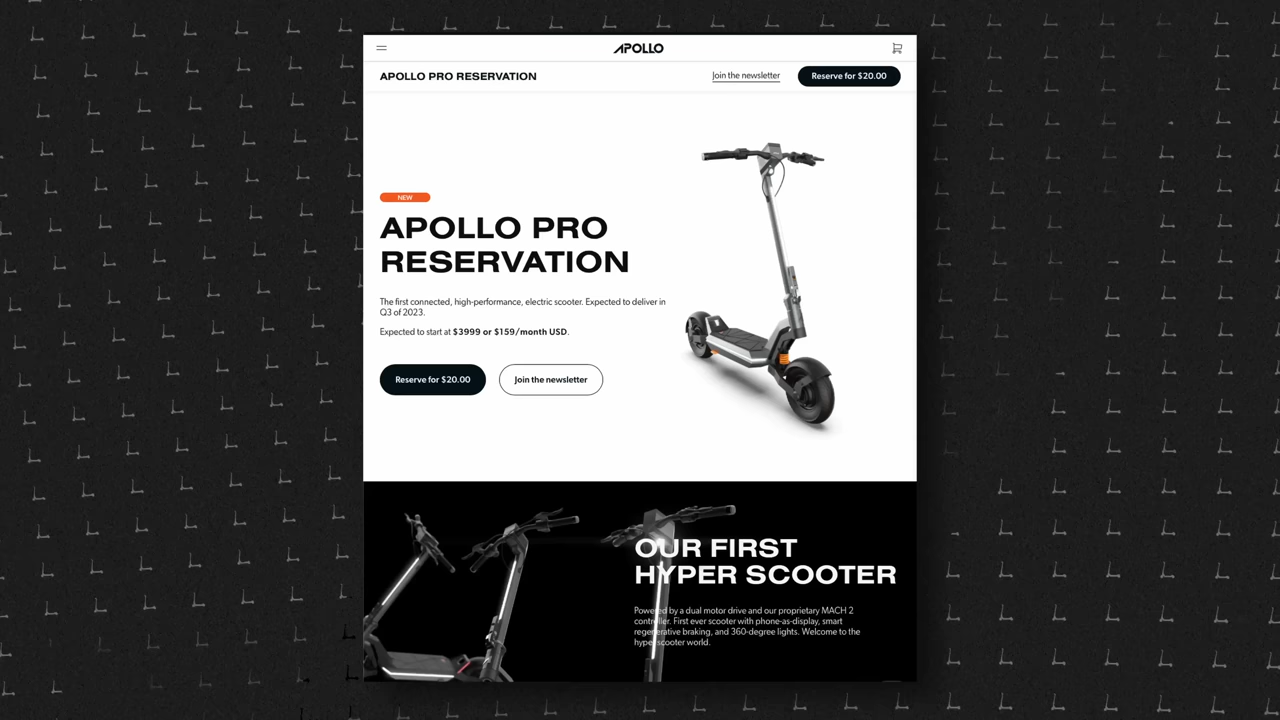 APOLLO
APOLLO PRO RESERVATION
Join the newsletter
Reserve for $20.00
NEW
APOLLO PRO
RESERVATION
The first connected, high-performance, electric scooter. Expected to deliver in
Q3 of 2023.
Expected to start at $3999 or $159/month USD.
Reserve for $20.00
Join the newsletter
OUR FIRST
HYPER SCOOTER
Powered by a dual motor drive and our proprietary MACH 2
controller. First ever scooter with phone-as-display, smart
regenerative braking, and 360-degree lights. Welcome to the
hyper scooter world.